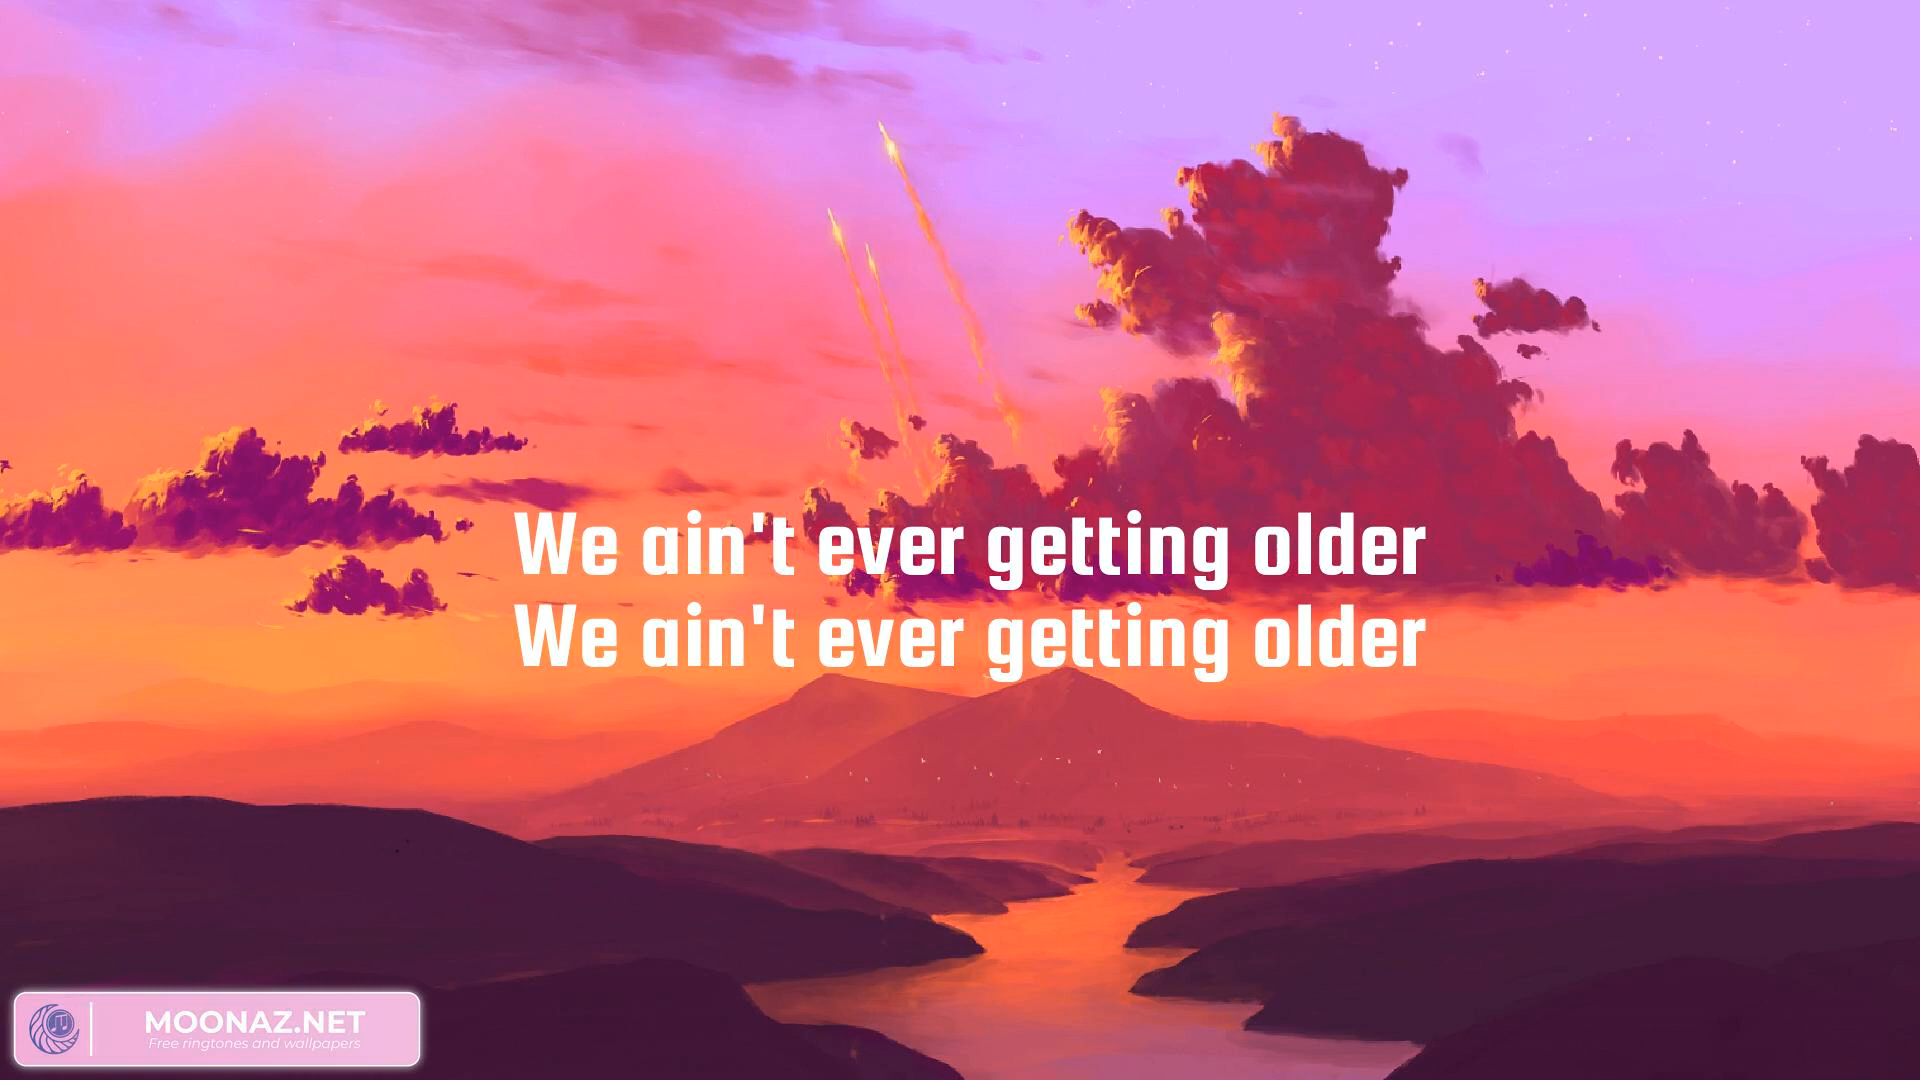 We ain't ever getting older
We ain't ever getting older
MOONAZ.NET
Free ringtones and wallpapers